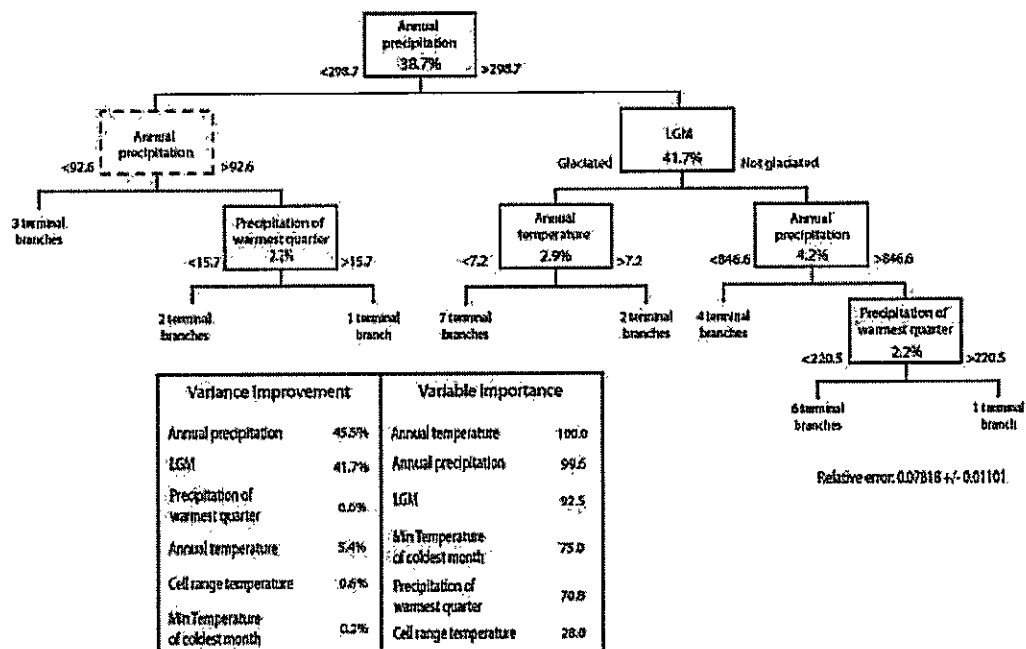 Annual
precipitation
38.7%
<298.7
>298.7
Annual
precipitation
<92.6
>92.6
LGM
41.7%
Glaciated
Not glaciated
3 terminal
branches
Precipitation of
warmest quarter
<15.7
>15.7
Annual
temperature
2.9%
<7.2
>7.2
Annual
precipitation
4.2%
<846.6
>846.6
2 terminal
branches
1 terminal
branch
7 terminal
branches
2 terminal
branches
4 terminal
branches
Precipitation of
warmest quarter
2.2%
<220.5
>220.5
6 terminal
branches
1 terminal
branch
Relative error: 0.07818 +/- 0.01101
Variance Improvement
Annual precipitation 45.5%
LGM 41.7%
Precipitation of
warmest quarter
Annual temperature 5.4%
Cell range temperature 0.6%
Min Temperature
of coldest month 0.2%
Variable Importance
Annual temperature 100.0
Annual precipitation 99.6
LGM 92.5
Min Temperature
of coldest month 75.0
Precipitation of
warmest quarter 70.8
Cell range temperature 28.0